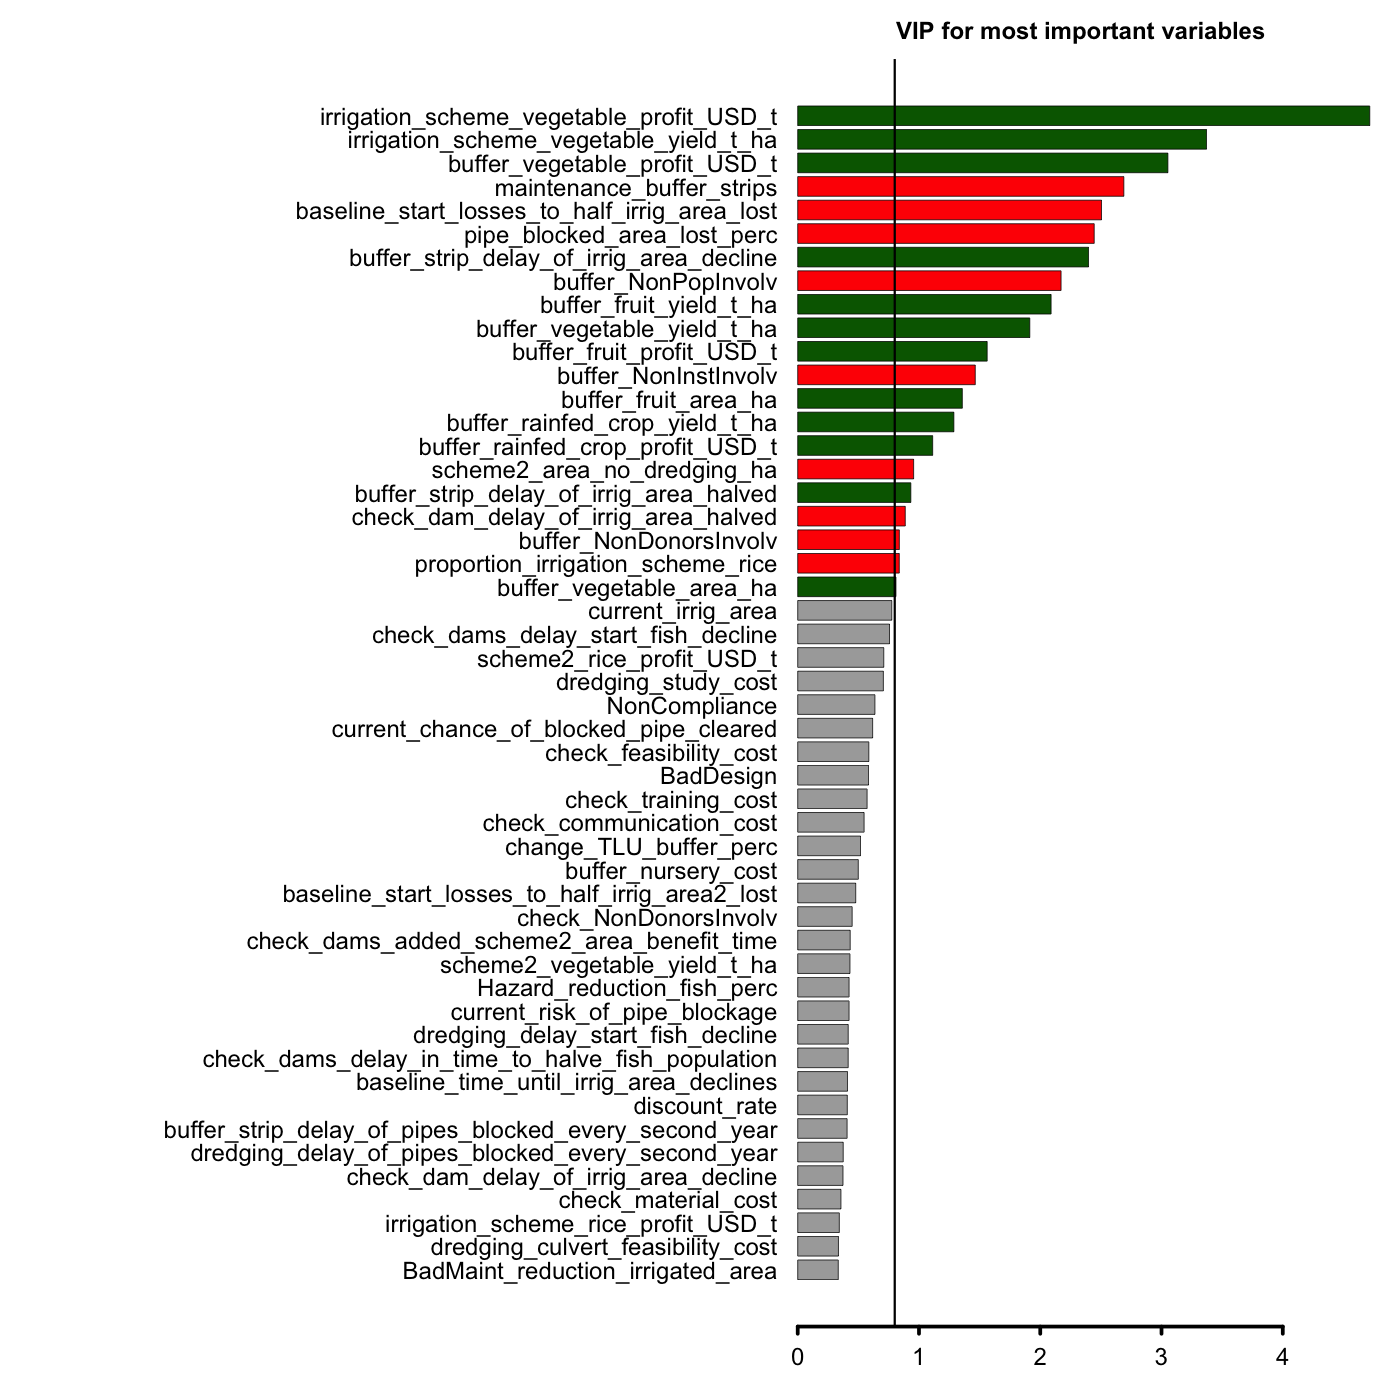 VIP for most important variables
irrigation_scheme_vegetable_profit_USD_t
irrigation_scheme_vegetable_yield_t_ha
buffer_vegetable_profit_USD_t
maintenance_buffer_strips
baseline_start_losses_to_half_irrig_area_lost
pipe_blocked_area_lost_perc
buffer_strip_delay_of_irrig_area_decline
buffer_NonPopInvolv
buffer_fruit_yield_t_ha
buffer_vegetable_yield_t_ha
buffer_fruit_profit_USD_t
buffer_NonInstInvolv
buffer_fruit_area_ha
buffer_rainfed_crop_yield_t_ha
buffer_rainfed_crop_profit_USD_t
scheme2_area_no_dredging_ha
buffer_strip_delay_of_irrig_area_halved
check_dam_delay_of_irrig_area_halved
buffer_NonDonorsInvolv
proportion_irrigation_scheme_rice
buffer_vegetable_area_ha
current_irrig_area
check_dams_delay_start_fish_decline
scheme2_rice_profit_USD_t
dredging_study_cost
NonCompliance
current_chance_of_blocked_pipe_cleared
check_feasibility_cost
BadDesign
check_training_cost
check_communication_cost
change_TLU_buffer_perc
buffer_nursery_cost
baseline_start_losses_to_half_irrig_area2_lost
check_NonDonorsInvolv
check_dams_added_scheme2_area_benefit_time
scheme2_vegetable_yield_t_ha
Hazard_reduction_fish_perc
current_risk_of_pipe_blockage
dredging_delay_start_fish_decline
check_dams_delay_in_time_to_halve_fish_population
baseline_time_until_irrig_area_declines
discount_rate
buffer_strip_delay_of_pipes_blocked_every_second_year
dredging_delay_of_pipes_blocked_every_second_year
check_dam_delay_of_irrig_area_decline
check_material_cost
irrigation_scheme_rice_profit_USD_t
dredging_culvert_feasibility_cost
BadMaint_reduction_irrigated_area
0 1 2 3 4